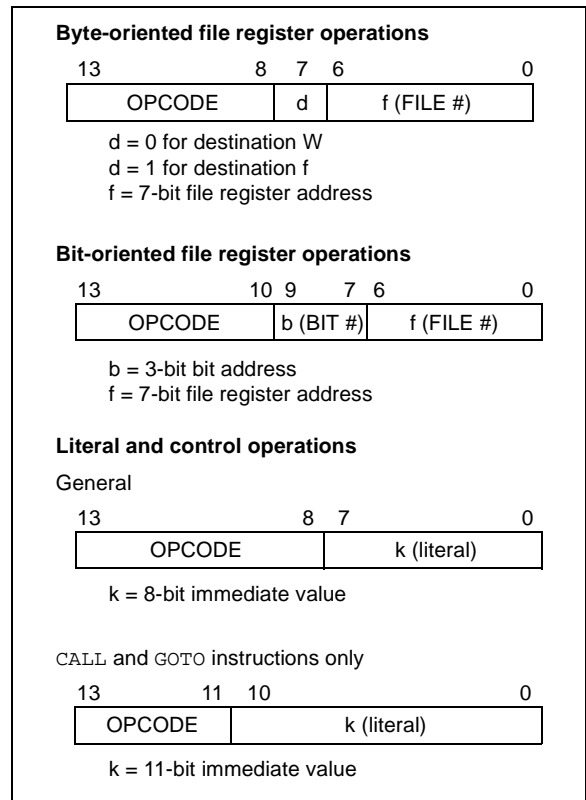 Byte-oriented file register operations
13 8 7 6 0
OPCODE d f (FILE #)
d = 0 for destination W
d = 1 for destination f
f = 7-bit file register address
Bit-oriented file register operations
13 10 9 7 6 0
OPCODE b (BIT #) f (FILE #)
b = 3-bit bit address
f = 7-bit file register address
Literal and control operations
General
13 8 7 0
OPCODE k (literal)
k = 8-bit immediate value
CALL and GOTO instructions only
13 11 10 0
OPCODE k (literal)
k = 11-bit immediate value